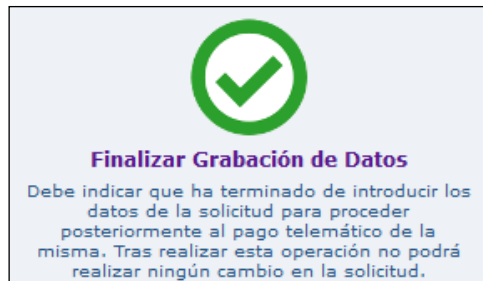 Finalizar Grabación de Datos
Debe indicar que ha terminado de introducir los
datos de la solicitud para proceder
posteriormente al pago telemático de la
misma. Tras realizar esta operación no podrá
realizar ningún cambio en la solicitud.